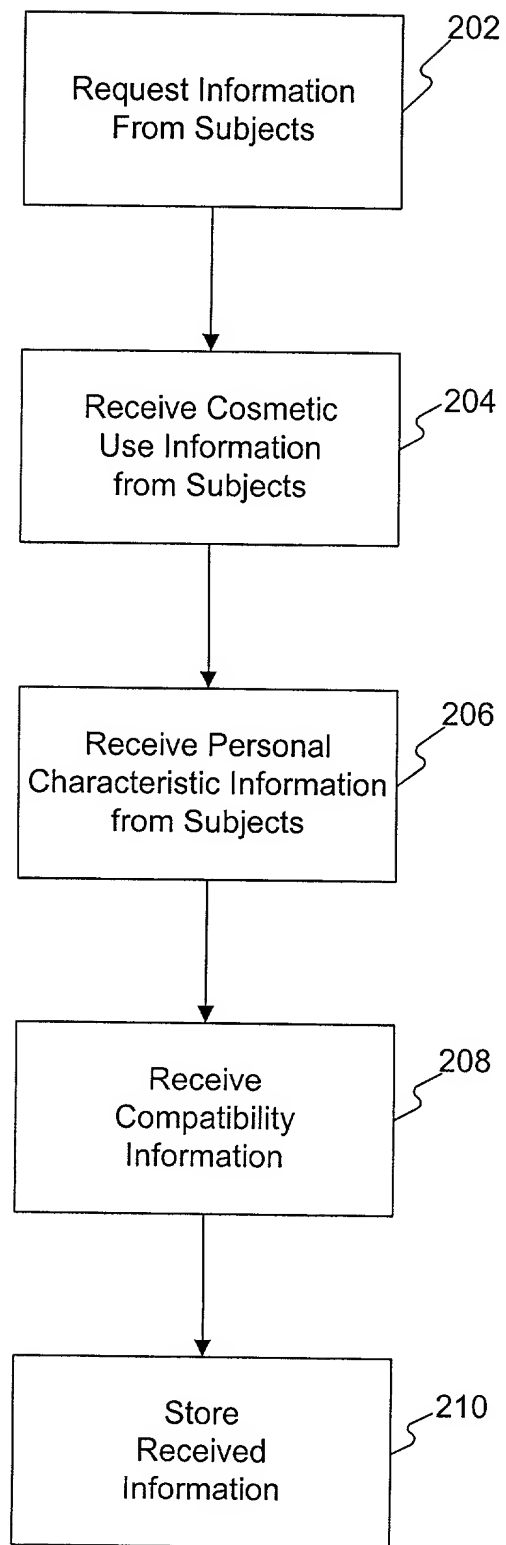 202
Request Information
From Subjects
204
Receive Cosmetic
Use Information
from Subjects
206
Receive Personal
Characteristic Information
from Subjects
208
Receive
Compatibility
Information
210
Store
Received
Information